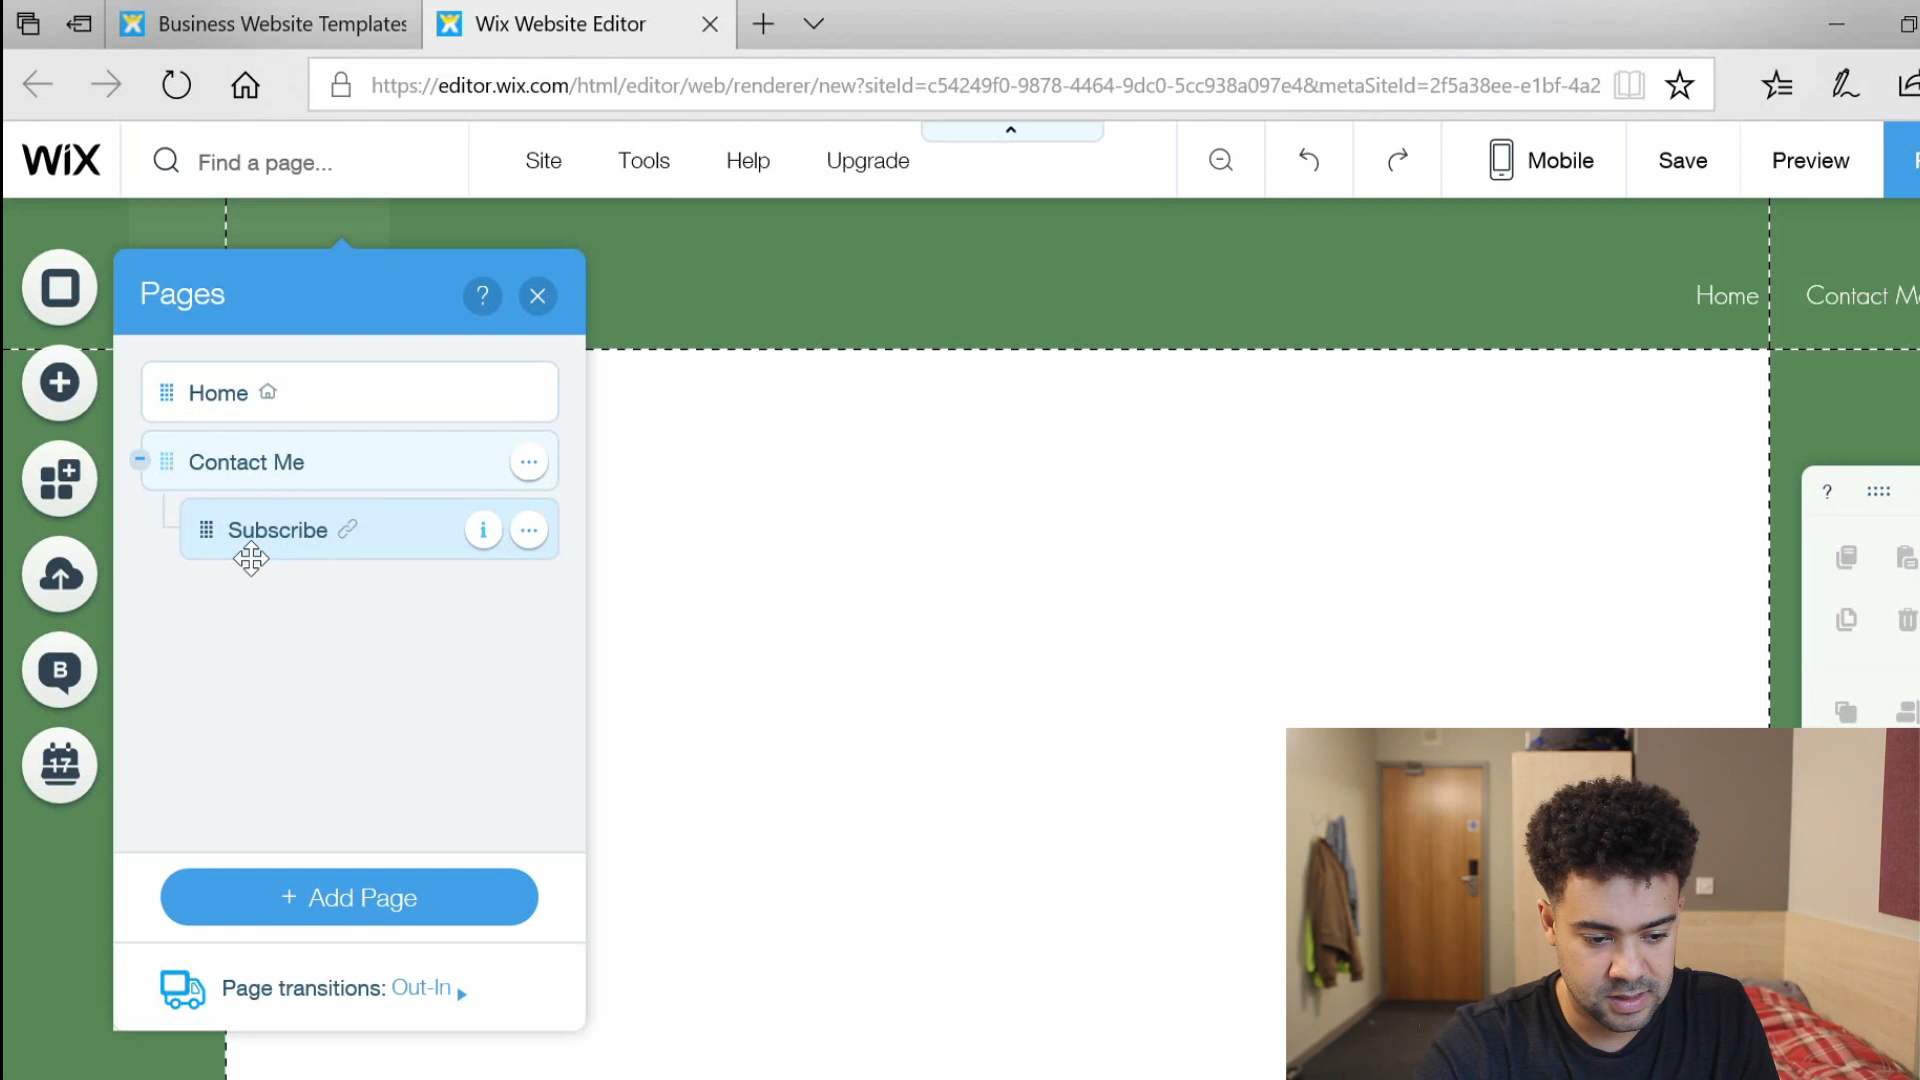 Business Website Templates
Wix Website Editor
https://editor.wix.com/html/editor/web/renderer/new?siteId=c54249f0-9878-4464-9dc0-5cc938a097e4&metaSiteId=2f5a38ee-e1bf-4a2
WiX
Find a page...
Site
Tools
Help
Upgrade
Mobile
Save
Preview
Pages
?
Home
Contact Me
Subscribe
i
+ Add Page
Page transitions: Out-In
B
17
Home
Contact M
?